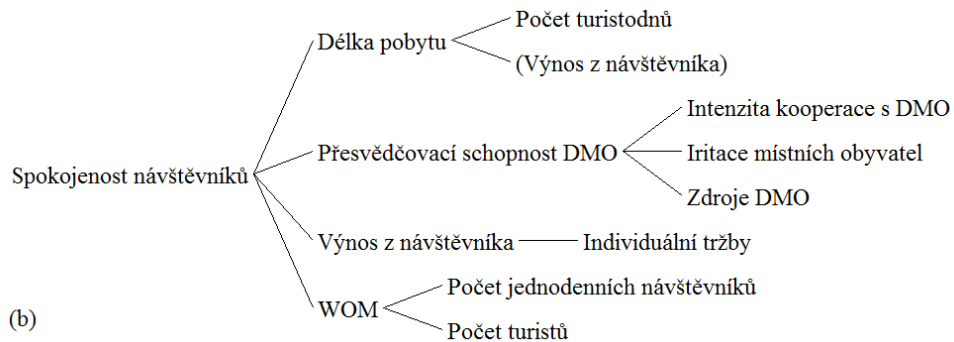 Počet turistodnů
Délka pobytu
(Výnos z návštěvníka)
Intenzita kooperace s DMO
Přesvědčovací schopnost DMO
Iritace místních obyvatel
Spokojenost návštěvníků
Zdroje DMO
Výnos z návštěvníka
Individuální tržby
Počet jednodenních návštěvníků
WOM
(b)
Počet turistů